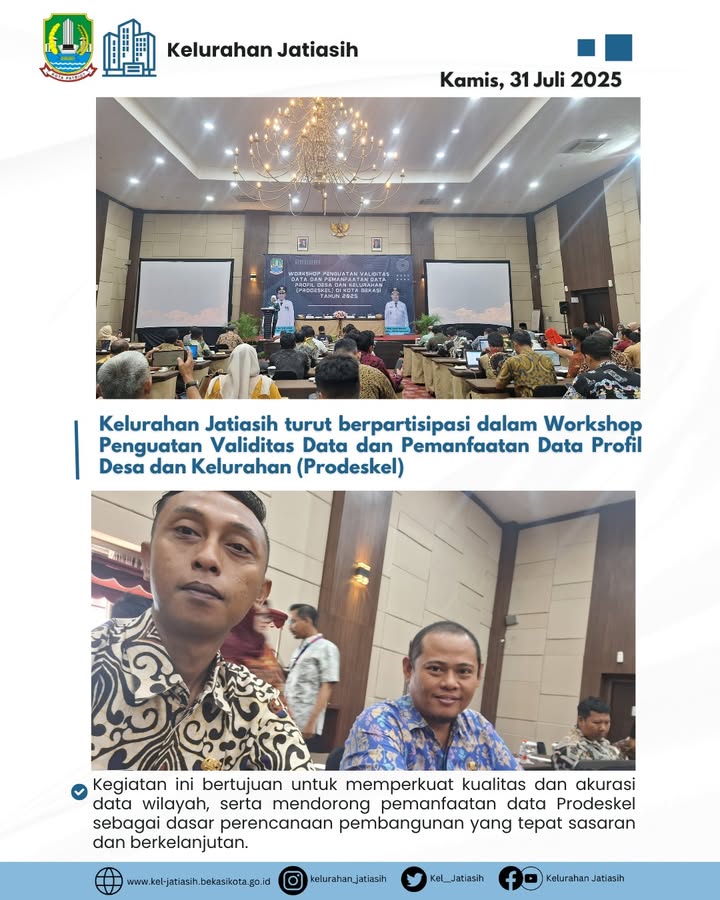 Kelurahan Jatiasih
Kamis, 31 Juli 2025
WORKSHOP PENGUATAN VALIDITAS
DATA DAN PEMANFAATAN DATA
PROFIL DESA DAN KELURAHAN
(PRODESKEL) DI KOTA BEKASI
TAHUN 2025
Kelurahan Jatiasih turut berpartisipasi dalam Workshop
Penguatan Validitas Data dan Pemanfaatan Data Profil
Desa dan Kelurahan (Prodeskel)
Kegiatan ini bertujuan untuk memperkuat kualitas dan akurasi
data wilayah, serta mendorong pemanfaatan data Prodeskel
sebagai dasar perencanaan pembangunan yang tepat sasaran
dan berkelanjutan.
www.kel-jatiasih.bekasikota.go.id
kelurahan_jatiasih
Kel__Jatiasih
Kelurahan Jatiasih